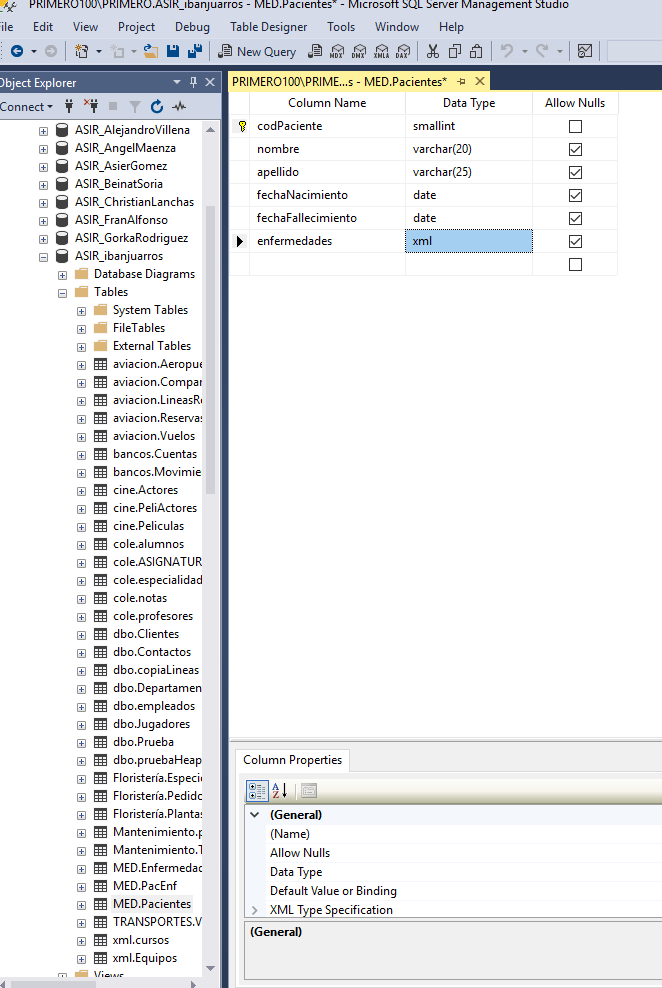 PRIMERO100\PRIMERO.ASIR_ibanjuarros - MED.Pacientes* - Microsoft SQL Server Management Studio
File Edit View Project Debug Table Designer Tools Window Help
New Query MDX DMX XMLA DAX
Object Explorer
Connect
ASIR_AlejandroVillena
ASIR_AngelMaenza
ASIR_AsierGomez
ASIR_BeinatSoria
ASIR_ChristianLanchas
ASIR_FranAlfonso
ASIR_GorkaRodriguez
ASIR_ibanjuarros
Database Diagrams
Tables
System Tables
FileTables
External Tables
aviacion.Aeropue
aviacion.Compar
aviacion.LineasRe
aviacion.Reservas
aviacion.Vuelos
bancos.Cuentas
bancos.Movimie
cine.Actores
cine.PeliActores
cine.Peliculas
cole.alumnos
cole.ASIGNATUR
cole.especialidad
cole.notas
cole.profesores
dbo.Clientes
dbo.Contactos
dbo.copiaLineas
dbo.Departamen
dbo.empleados
dbo.Jugadores
dbo.Prueba
dbo.pruebaHeap
Floristería.Especi
Floristería.Pedido
Floristería.Plantas
Mantenimiento.p
Mantenimiento.T
MED.Enfermedad
MED.PacEnf
MED.Pacientes
TRANSPORTES.V
xml.cursos
xml.Equipos
Views
PRIMERO100\PRIME...s - MED.Pacientes*
Column Name Data Type Allow Nulls
codPaciente smallint
nombre varchar(20)
apellido varchar(25)
fechaNacimiento date
fechaFallecimiento date
enfermedades xml
Column Properties
(General)
(Name)
Allow Nulls
Data Type
Default Value or Binding
XML Type Specification
(General)